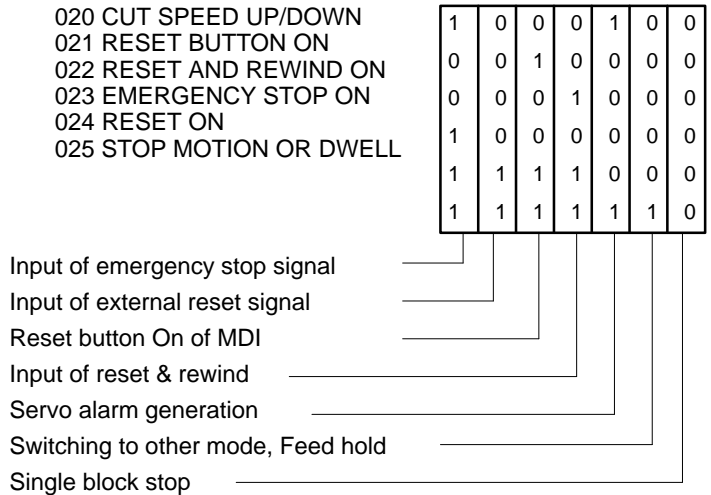 020 CUT SPEED UP/DOWN 1 0 0 0 1 0 0
021 RESET BUTTON ON 0 0 1 0 0 0 0
022 RESET AND REWIND ON 0 0 0 1 0 0 0
023 EMERGENCY STOP ON 1 0 0 0 0 0 0
024 RESET ON 1 1 1 1 0 0 0
025 STOP MOTION OR DWELL 1 1 1 1 1 1 0
Input of emergency stop signal
Input of external reset signal
Reset button On of MDI
Input of reset & rewind
Servo alarm generation
Switching to other mode, Feed hold
Single block stop